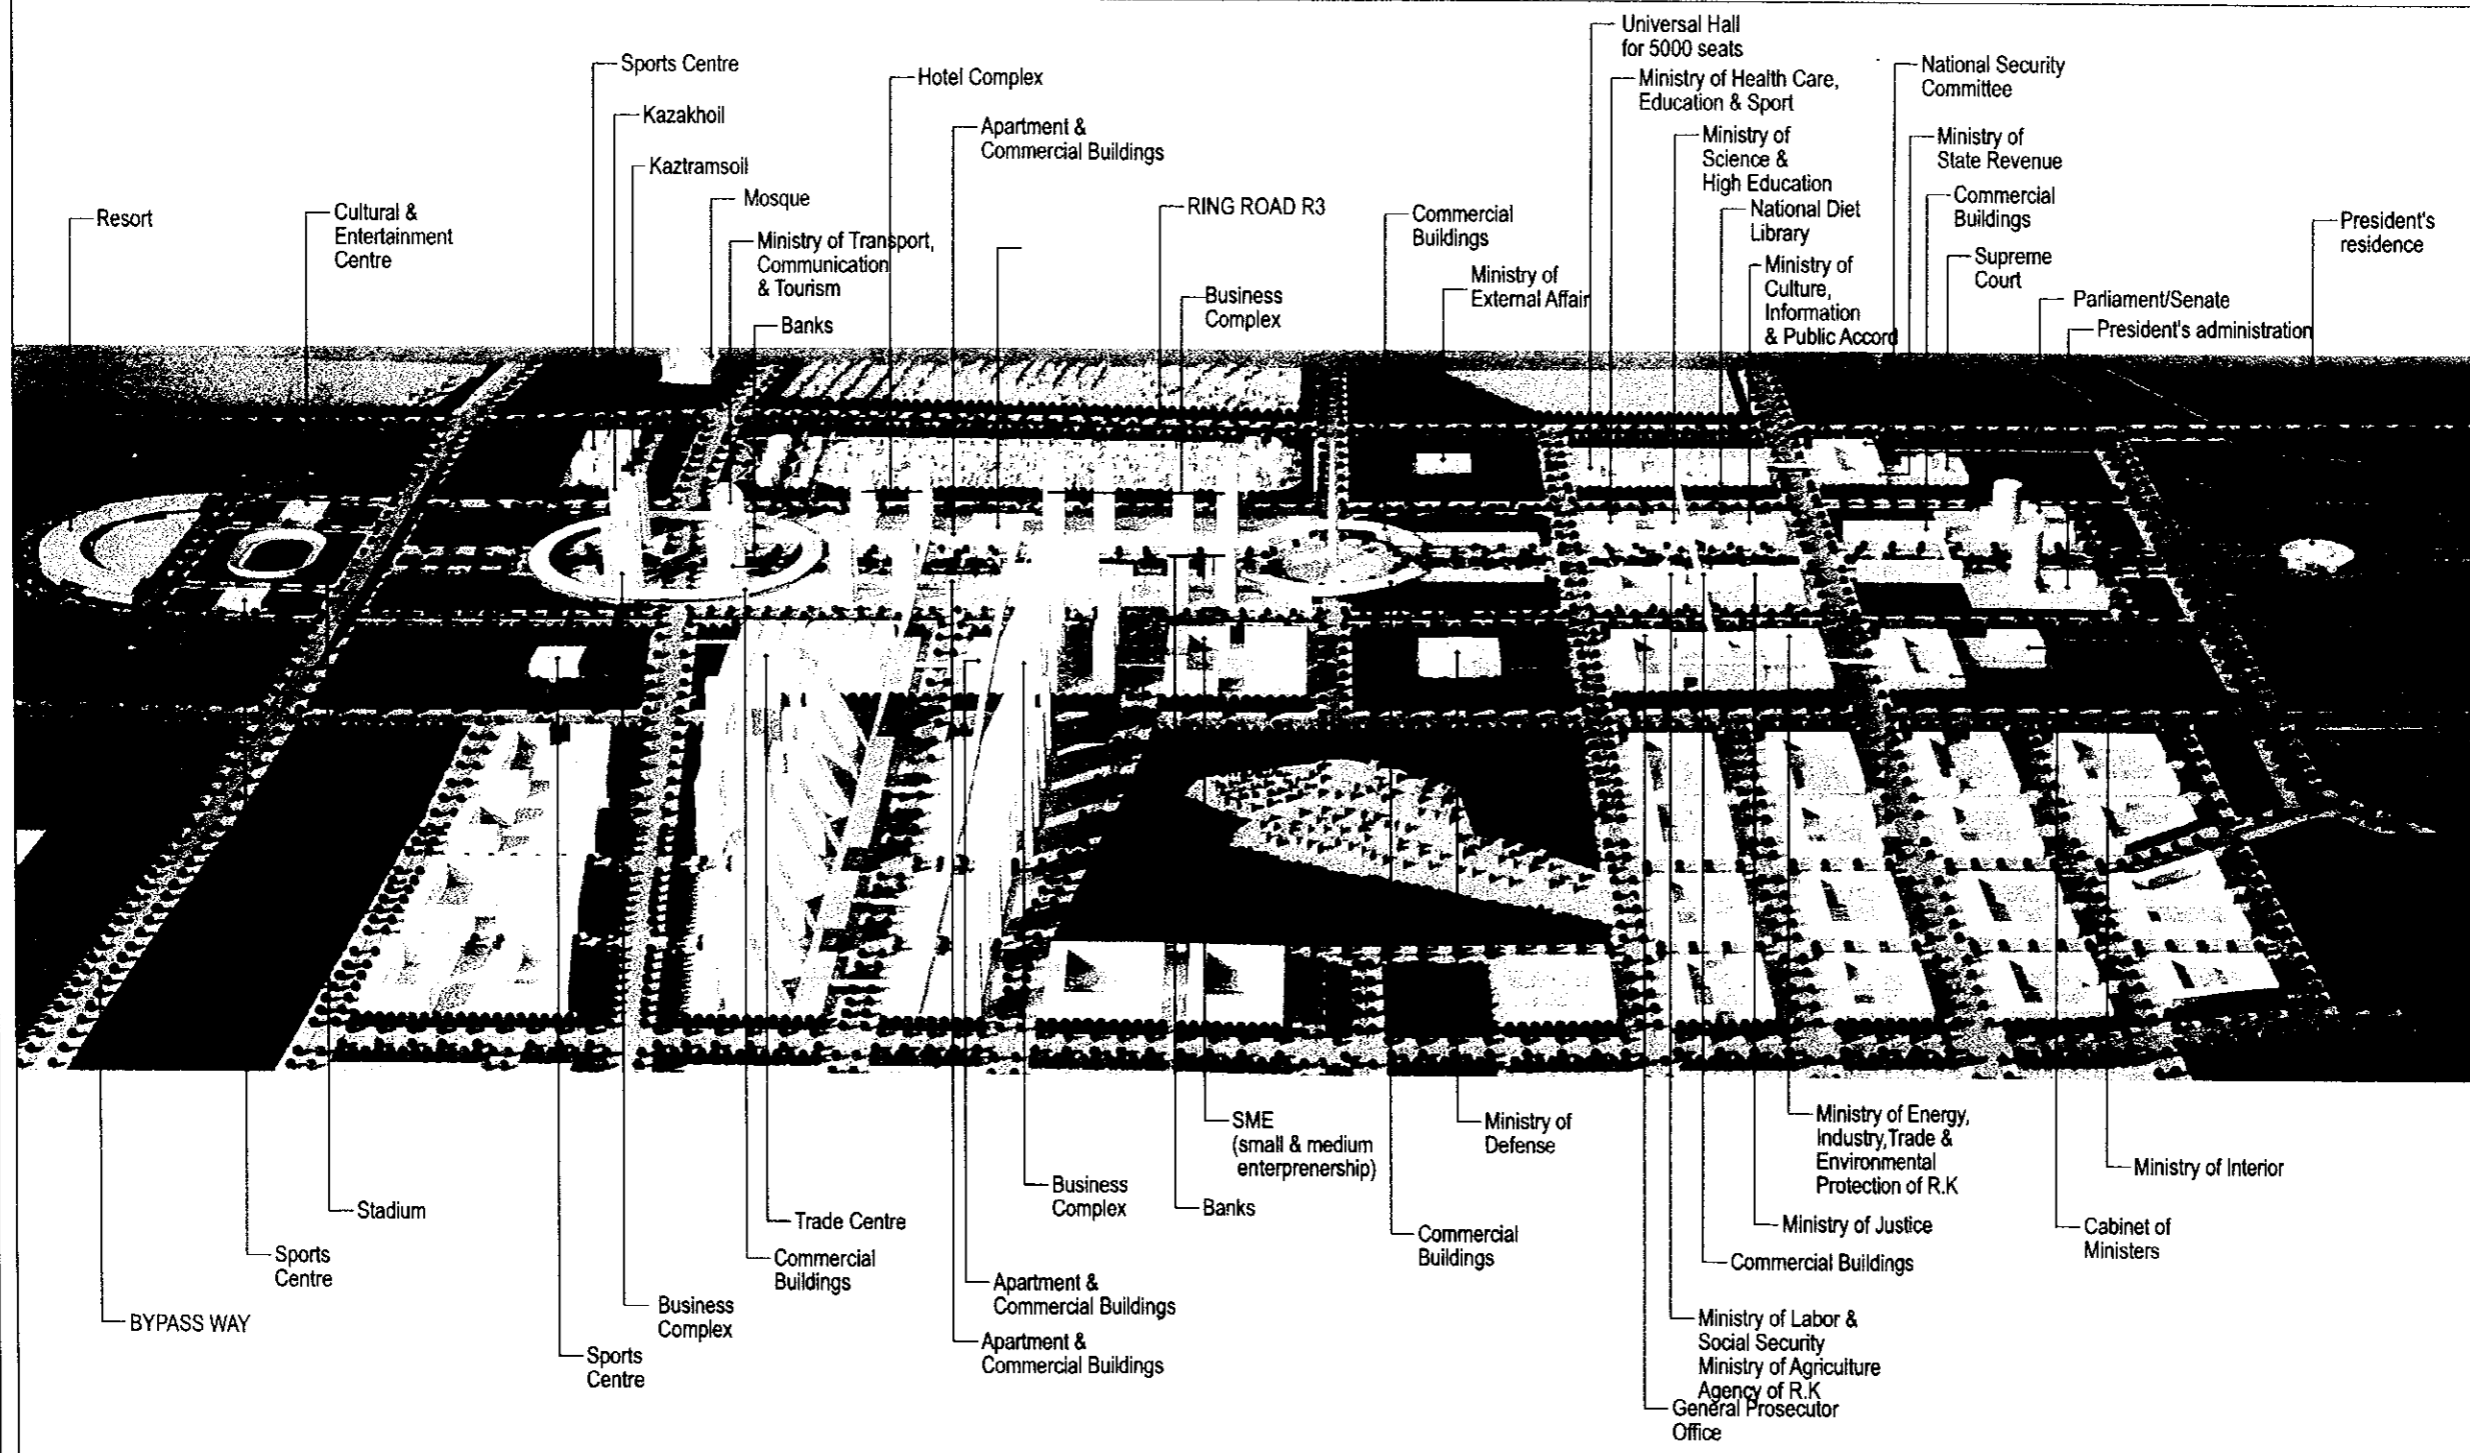 Universal Hall
for 5000 seats
Sports Centre
National Security
Committee
Hotel Complex
Ministry of Health Care,
Education & Sport
Kazakhoil
Apartment &
Commercial Buildings
Ministry of
Science &
High Education
Ministry of
State Revenue
Kaztramsoil
Mosque
Commercial
Buildings
Resort
Cultural &
Entertainment
Centre
RING ROAD R3
Commercial
Buildings
National Diet
Library
President's
residence
Ministry of Transport,
Communication
& Tourism
Supreme
Court
Ministry of
External Affair
Ministry of
Culture,
Information
& Public Accord
Business
Complex
Parliament/Senate
Banks
President's administration
SME
(small & medium
enterprenership)
Ministry of
Defense
Ministry of Energy,
Industry,Trade &
Environmental
Protection of R.K
Ministry of Interior
Business
Complex
Stadium
Banks
Trade Centre
Commercial
Buildings
Ministry of Justice
Cabinet of
Ministers
Sports
Centre
Commercial
Buildings
Commercial Buildings
Apartment &
Commercial Buildings
Business
Complex
BYPASS WAY
Ministry of Labor &
Social Security
Ministry of Agriculture
Agency of R.K
Apartment &
Commercial Buildings
Sports
Centre
General Prosecutor
Office